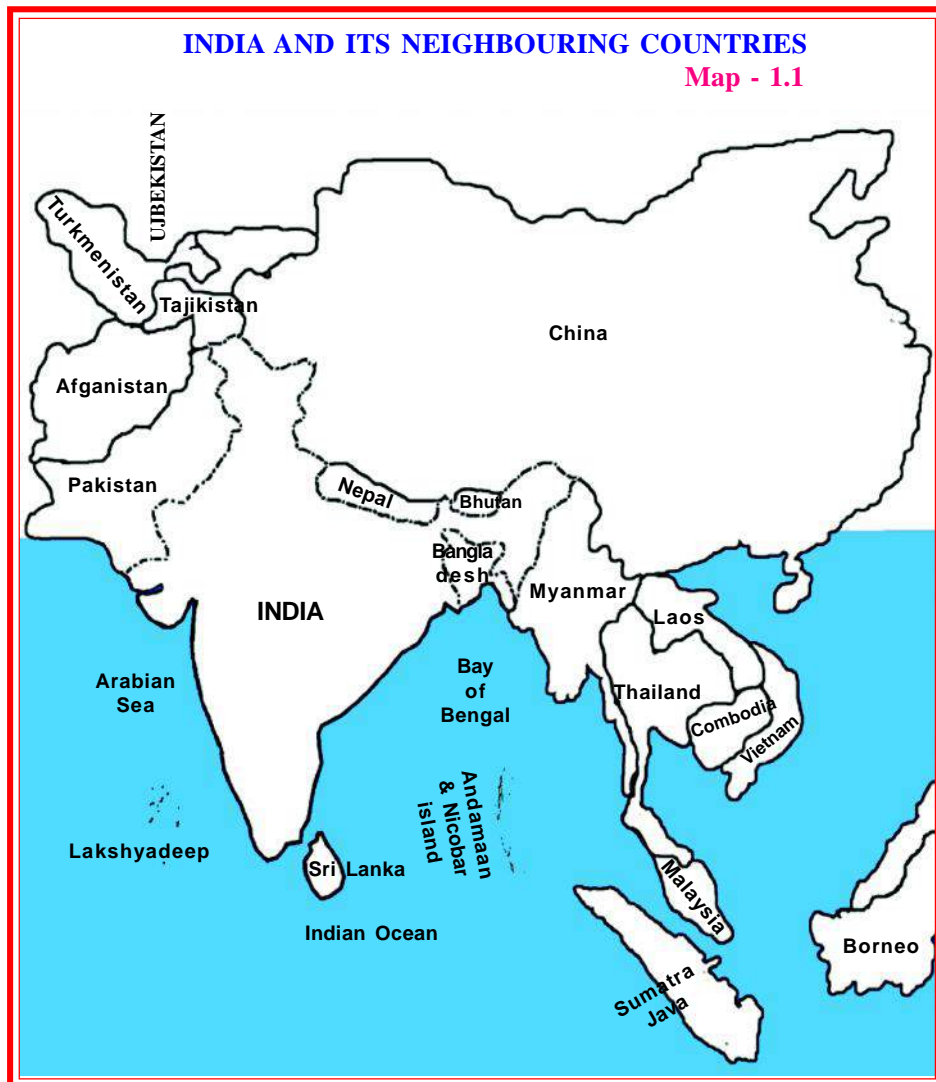 INDIA AND ITS NEIGHBOURING COUNTRIES
Map - 1.1
UJBEKISTAN
Turkmenistan
Tajikistan
China
Afganistan
Pakistan
Nepal
Bhutan
Bangla
desh
Myanmar
INDIA
Laos
Arabian
Sea
Bay
of
Bengal
Thailand
Combodia
Vietnam
Andamaan
& Nicobar
island
Lakshyadeep
Sri Lanka
Malaysia
Indian Ocean
Borneo
Sumatra
Java